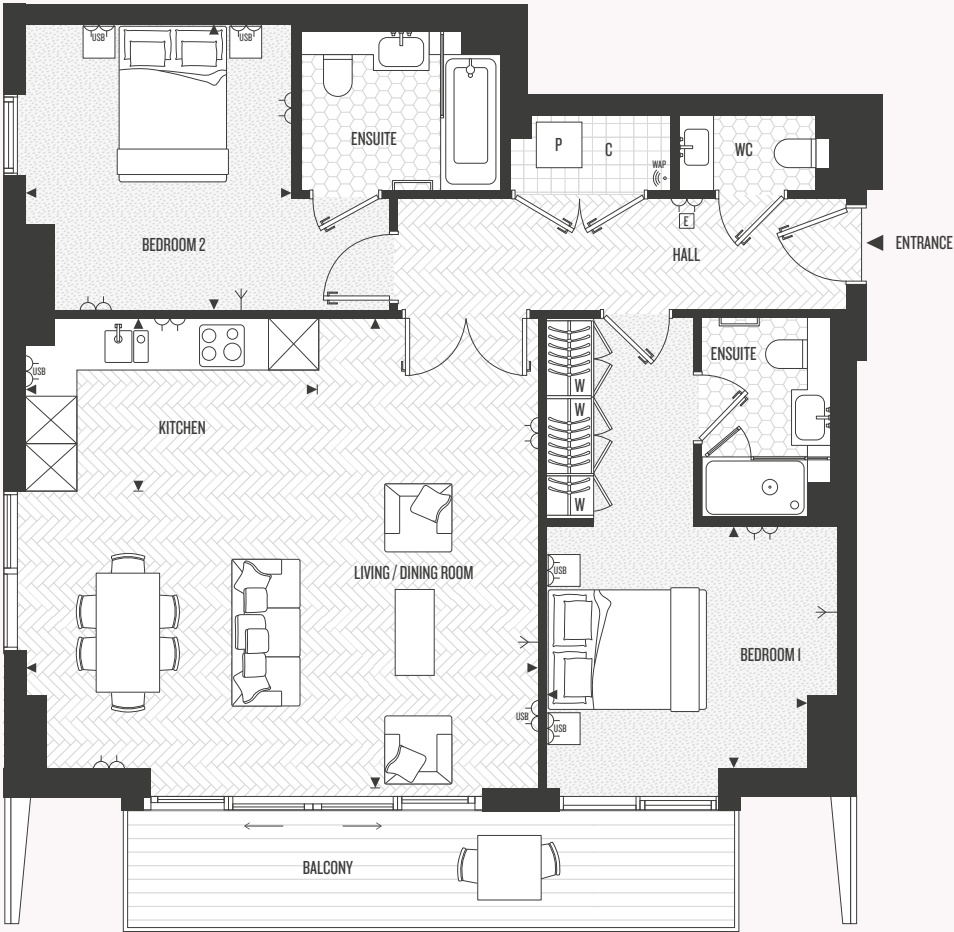 USB
USB
ENSUITE
P
C
WAP
WC
E
BEDROOM 2
HALL
ENTRANCE
USB
KITCHEN
W
W
W
ENSUITE
LIVING / DINING ROOM
USB
BEDROOM 1
USB
USB
BALCONY